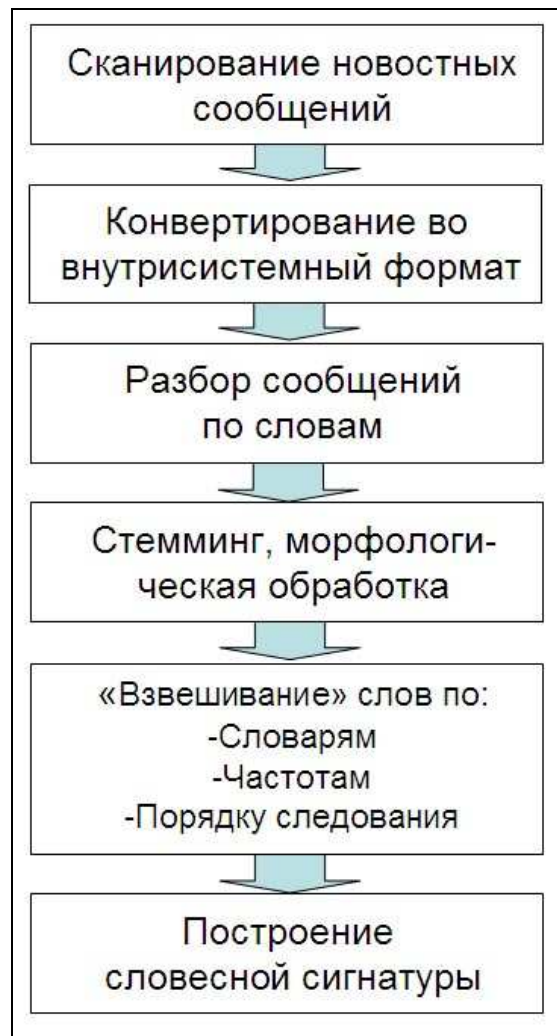 Сканирование новостных
сообщений
Конвертирование во
внутрисистемный формат
Разбор сообщений
по словам
Стемминг, морфологи-
ческая обработка
«Взвешивание» слов по:
-Словарям
-Частотам
-Порядку следования
Построение
словесной сигнатуры